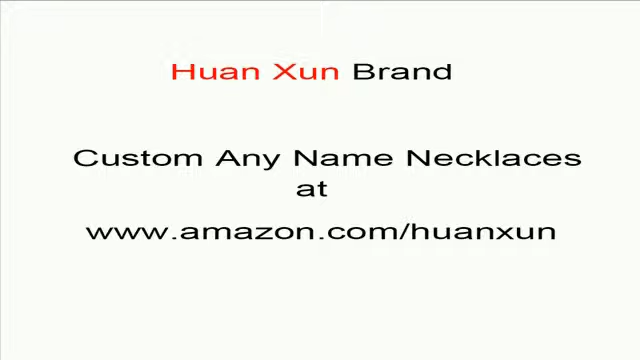 Huan Xun Brand
Custom Any Name Necklaces
at
www.amazon.com/huanxun